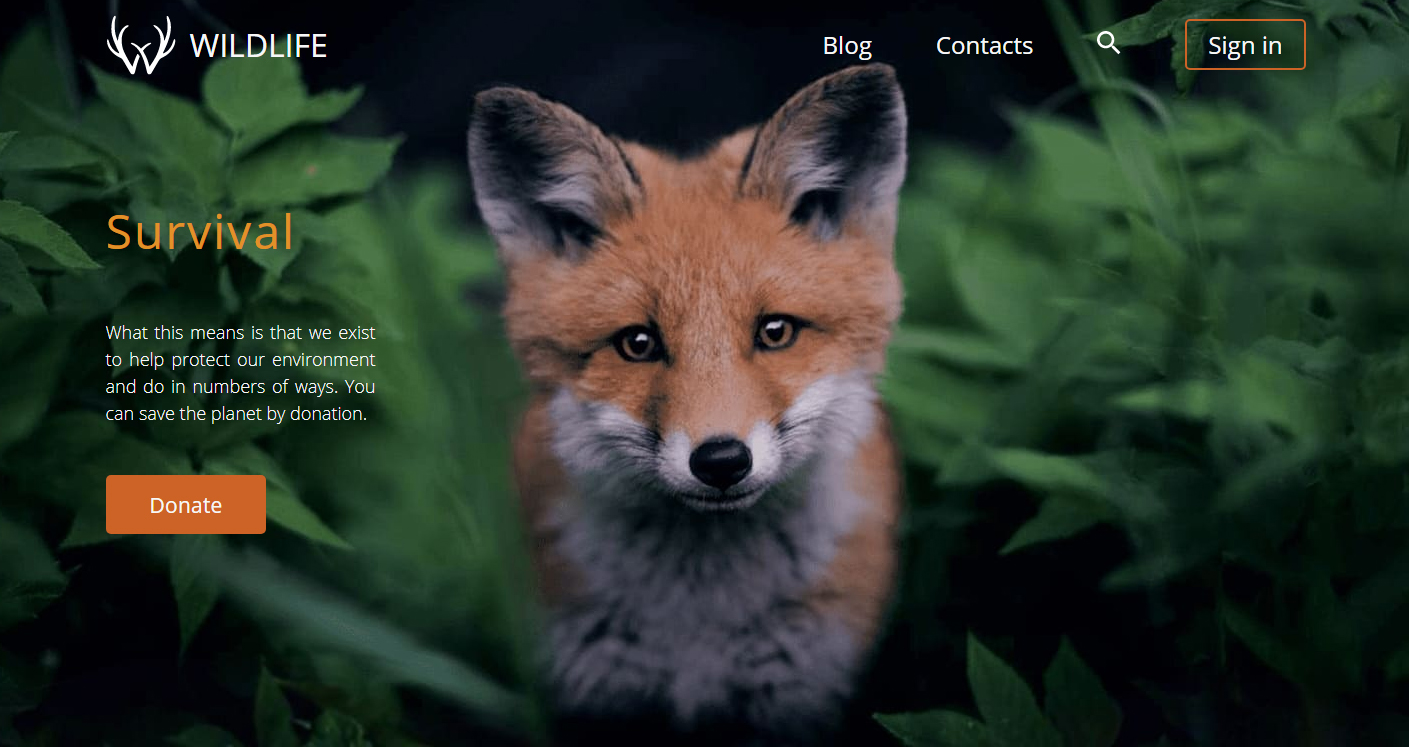 WILDLIFE
Blog
Contacts
Sign in
Survival
What this means is that we exist
to help protect our environment
and do in numbers of ways. You
can save the planet by donation.
Donate